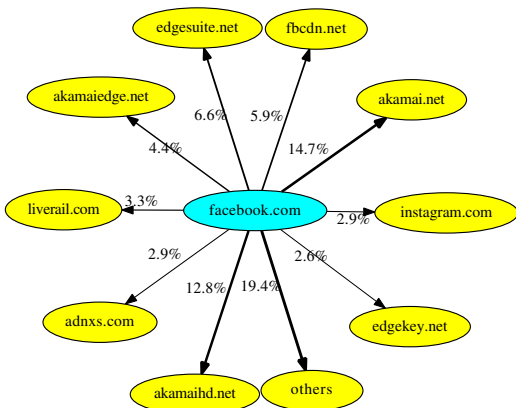 edgesuite.net
fbcdn.net
akamaiedge.net
akamai.net
6.6%
5.9%
4.4%
14.7%
liverail.com
3.3%
facebook.com
2.9%
instagram.com
2.9%
2.6%
12.8%
19.4%
adnxs.com
edgekey.net
akamaihd.net
others